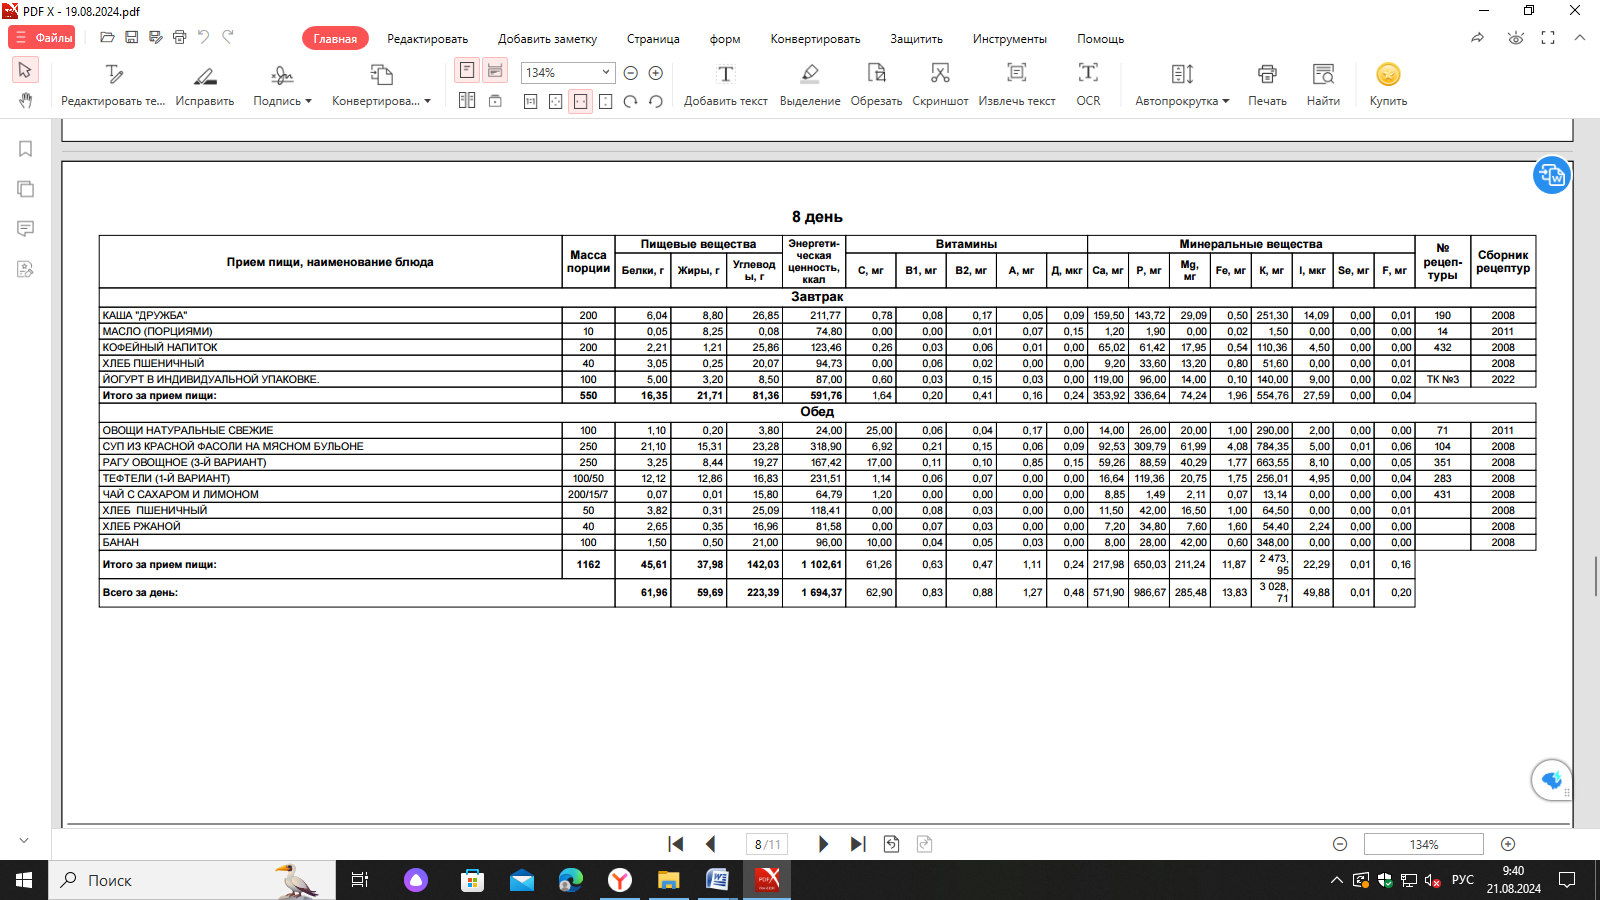 PDF X - 19.08.2024.pdf
Файлы
Главная Редактировать Добавить заметку Страница форм Конвертировать Защитить Инструменты Помощь
134%
Редактировать те... Исправить Подпись Конвертирова... Добавить текст Выделение Обрезать Скриншот Извлечь текст OCR Автопрокрутка Печать Найти Купить
8 день
Прием пищи, наименование блюда Масса порции Пищевые вещества Энергети-ческая ценность, ккал Витамины Минеральные вещества № рецеп-туры Сборник рецептур
Белки, г Жиры, г Углеводы, г С, мг В1, мг В2, мг А, мг Д, мкг Са, мг Р, мг Mg, мг Fe, мг К, мг I, мкг Se, мг F, мг
Завтрак
КАША "ДРУЖБА" 200 6,04 8,80 26,85 211,77 0,78 0,08 0,17 0,05 0,09 159,50 143,72 29,09 0,50 251,30 14,09 0,00 0,01 190 2008
МАСЛО (ПОРЦИЯМИ) 10 0,05 8,25 0,08 74,80 0,00 0,00 0,01 0,07 0,15 1,20 1,90 0,00 0,02 1,50 0,00 0,00 0,00 14 2011
КОФЕЙНЫЙ НАПИТОК 200 2,21 1,21 25,86 123,46 0,26 0,03 0,06 0,01 0,00 65,02 61,42 17,95 0,54 110,36 4,50 0,00 0,00 432 2008
ХЛЕБ ПШЕНИЧНЫЙ 40 3,05 0,25 20,07 94,73 0,00 0,06 0,02 0,00 0,00 9,20 33,60 13,20 0,80 51,60 0,00 0,00 0,01 2008
ЙОГУРТ В ИНДИВИДУАЛЬНОЙ УПАКОВКЕ. 100 5,00 3,20 8,50 87,00 0,60 0,03 0,15 0,03 0,00 119,00 96,00 14,00 0,10 140,00 9,00 0,00 0,02 ТК №3 2022
Итого за прием пищи: 550 16,35 21,71 81,36 591,76 1,64 0,20 0,41 0,16 0,24 353,92 336,64 74,24 1,96 554,76 27,59 0,00 0,04
Обед
ОВОЩИ НАТУРАЛЬНЫЕ СВЕЖИЕ 100 1,10 0,20 3,80 24,00 25,00 0,06 0,04 0,17 0,00 14,00 26,00 20,00 1,00 290,00 2,00 0,00 0,00 71 2011
СУП ИЗ КРАСНОЙ ФАСОЛИ НА МЯСНОМ БУЛЬОНЕ 250 21,10 15,31 23,28 318,90 6,92 0,21 0,15 0,06 0,09 92,53 309,79 61,99 4,08 784,35 5,00 0,01 0,06 104 2008
РАГУ ОВОЩНОЕ (3-Й ВАРИАНТ) 250 3,25 8,44 19,27 167,42 17,00 0,11 0,10 0,85 0,15 59,26 88,59 40,29 1,77 663,55 8,10 0,00 0,05 351 2008
ТЕФТЕЛИ (1-Й ВАРИАНТ) 100/50 12,12 12,86 16,83 231,51 1,14 0,06 0,07 0,00 0,00 16,64 119,36 20,75 1,75 256,01 4,95 0,00 0,04 283 2008
ЧАЙ С САХАРОМ И ЛИМОНОМ 200/15/7 0,07 0,01 15,80 64,79 1,20 0,00 0,00 0,00 0,00 8,85 1,49 2,11 0,07 13,14 0,00 0,00 0,00 431 2008
ХЛЕБ ПШЕНИЧНЫЙ 50 3,82 0,31 25,09 118,41 0,00 0,08 0,03 0,00 0,00 11,50 42,00 16,50 1,00 64,50 0,00 0,00 0,01 2008
ХЛЕБ РЖАНОЙ 40 2,65 0,35 16,96 81,58 0,00 0,07 0,03 0,00 0,00 7,20 34,80 7,60 1,60 54,40 2,24 0,00 0,00 2008
БАНАН 100 1,50 0,50 21,00 96,00 10,00 0,04 0,05 0,03 0,00 8,00 28,00 42,00 0,60 348,00 0,00 0,00 0,00 2008
Итого за прием пищи: 1162 45,61 37,98 142,03 1 102,61 61,26 0,63 0,47 1,11 0,24 217,98 650,03 211,24 11,87 2 473,95 22,29 0,01 0,16
Всего за день: 61,96 59,69 223,39 1 694,37 62,90 0,83 0,88 1,27 0,48 571,90 986,67 285,48 13,83 3 028,71 49,88 0,01 0,20
8 /11 134%
Поиск РУС 9:40
21.08.2024